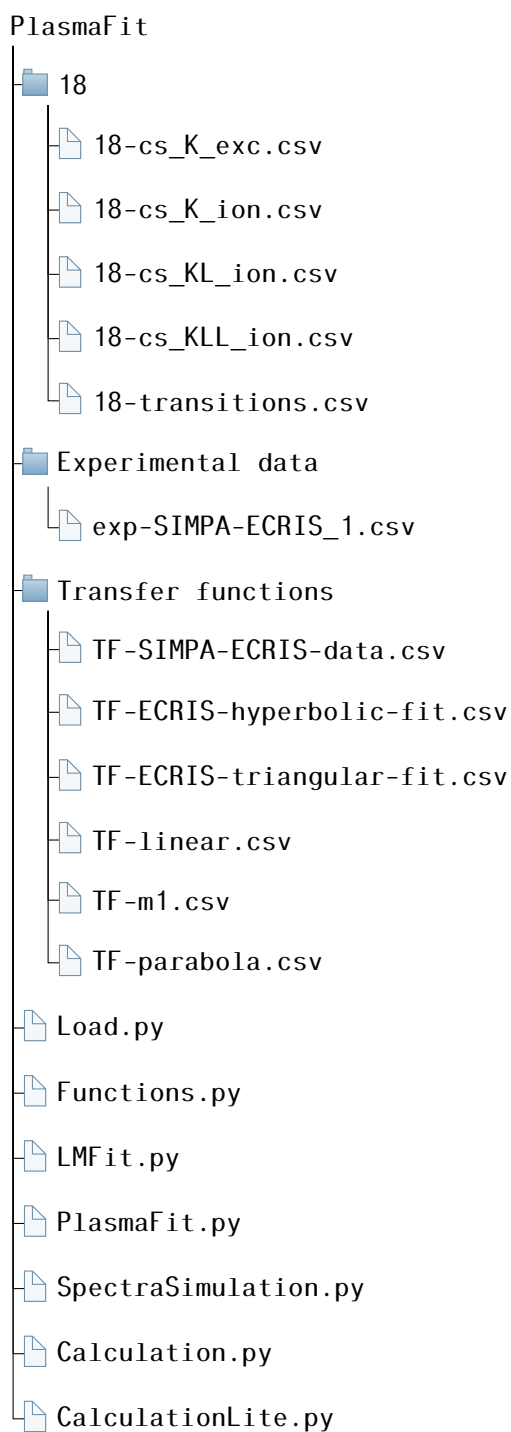 PlasmaFit
18
18-cs_K_exc.csv
18-cs_K_ion.csv
18-cs_KL_ion.csv
18-cs_KLL_ion.csv
18-transitions.csv
Experimental data
exp-SIMPA-ECRIS_1.csv
Transfer functions
TF-SIMPA-ECRIS-data.csv
TF-ECRIS-hyperbolic-fit.csv
TF-ECRIS-triangular-fit.csv
TF-linear.csv
TF-m1.csv
TF-parabola.csv
Load.py
Functions.py
LMFit.py
PlasmaFit.py
SpectraSimulation.py
Calculation.py
CalculationLite.py